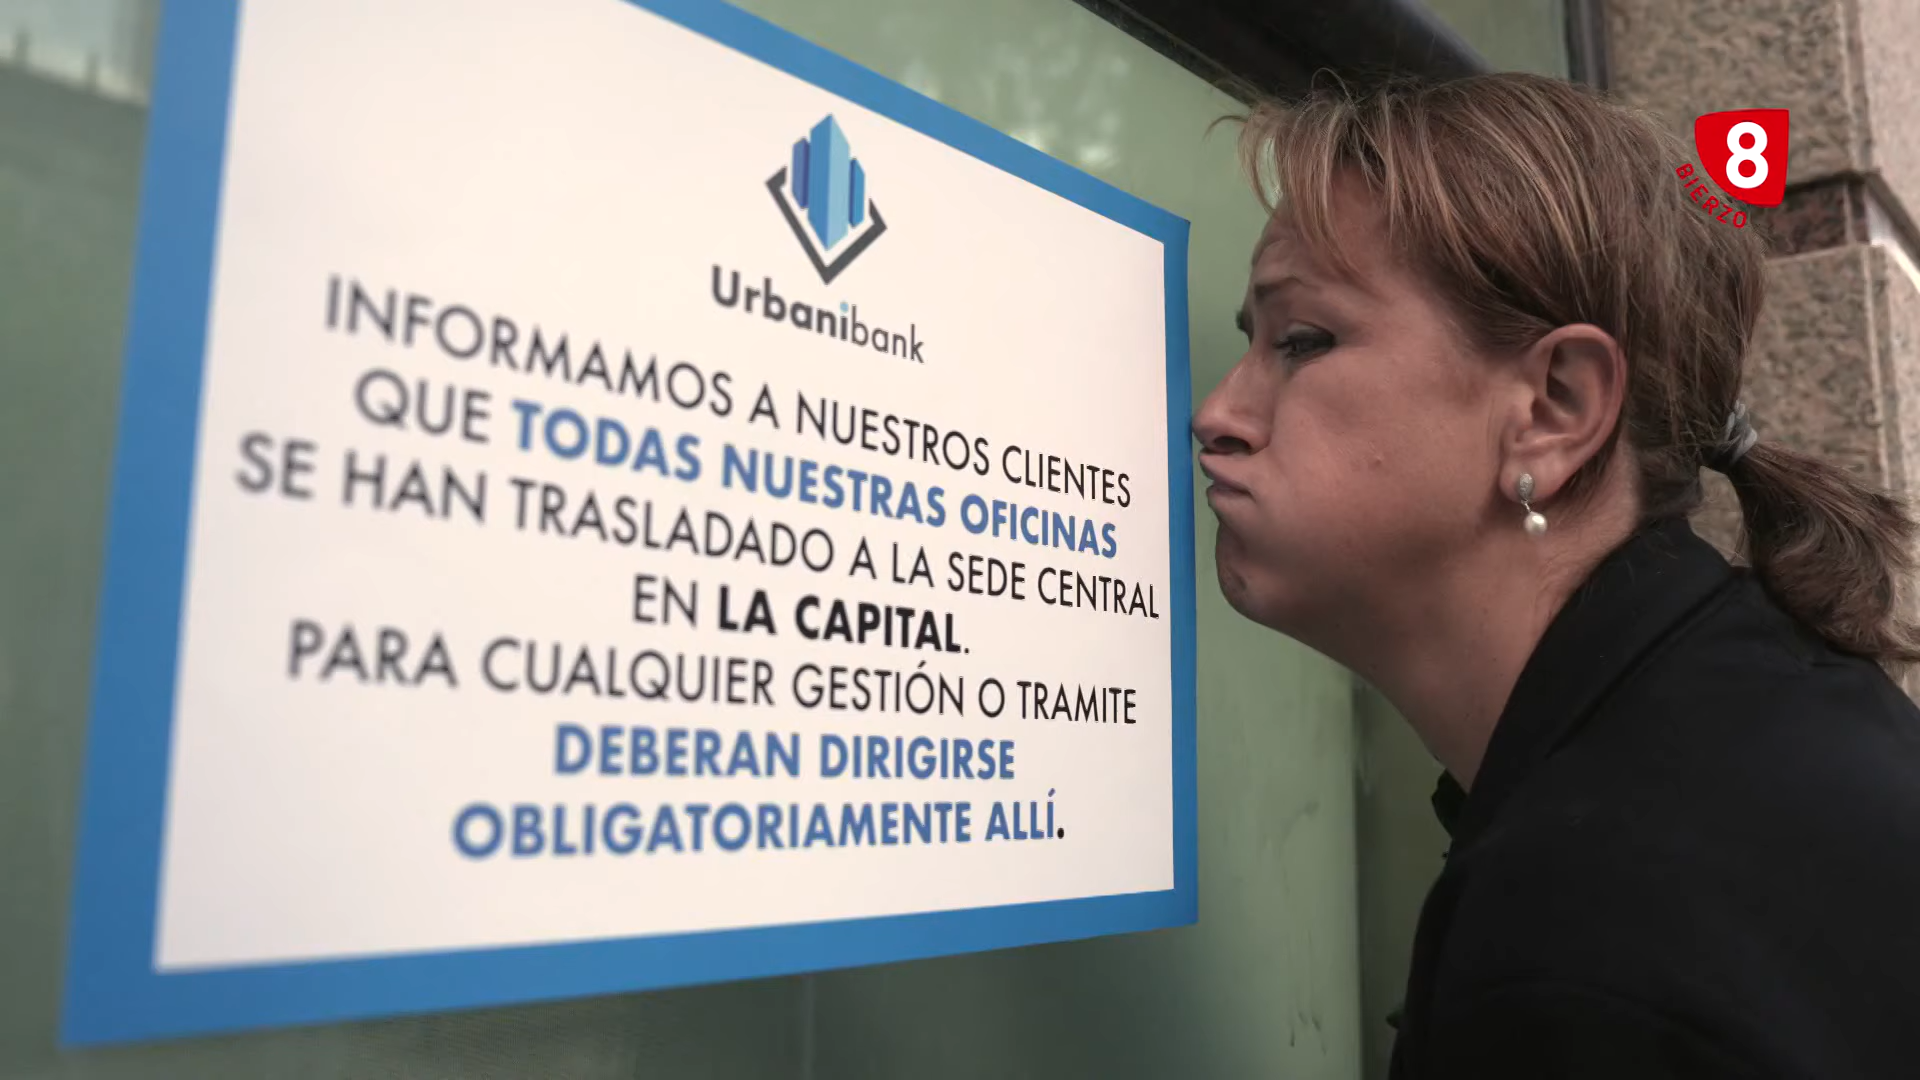 8
BIERZO
Urbanibank
INFORMAMOS A NUESTROS CLIENTES
QUE TODAS NUESTRAS OFICINAS
SE HAN TRASLADADO A LA SEDE CENTRAL
EN LA CAPITAL.
PARA CUALQUIER GESTIÓN O TRAMITE
DEBERAN DIRIGIRSE
OBLIGATORIAMENTE ALLÍ.